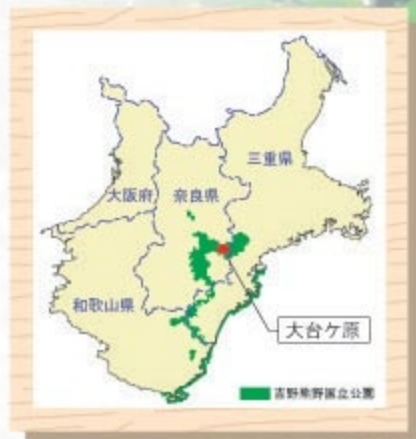 三重県
大阪府
奈良県
和歌山県
大台ケ原
吉野熊野国立公園